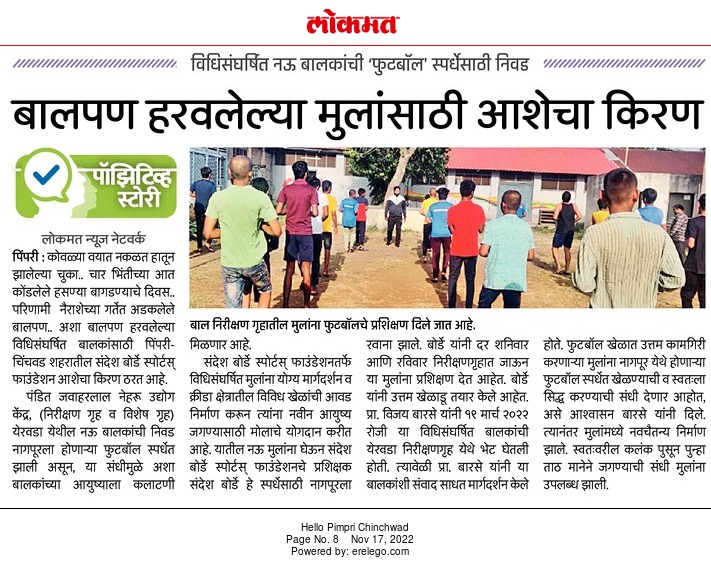 लोकमत
विधिसंघर्षित नऊ बालकांची ‘फुटबॉल’ स्पर्धेसाठी निवड
बालपण हरवलेल्या मुलांसाठी आशेचा किरण
पॉझिटिव्ह
स्टोरी
लोकमत न्यूज नेटवर्क
पिंपरी : कोवळ्या वयात नकळत हातून
झालेल्या चुका.. चार भिंतीच्या आत
कोंडलेले हसण्या बागडण्याचे दिवस..
परिणामी नैराशेच्या गर्तेत अडकलेले
बालपण.. अशा बालपण हरवलेल्या
विधिसंघर्षित बालकांसाठी पिंपरी-
चिंचवड शहरातील संदेश बोर्डे स्पोर्ट्स
फाउंडेशन आशेचा किरण ठरत आहे.
पंडित जवाहरलाल नेहरू उद्योग
केंद्र, (निरीक्षण गृह व विशेष गृह)
येरवडा येथील नऊ बालकांची निवड
नागपूरला होणाऱ्या फुटबॉल स्पर्धेत
झाली असून, या संधीमुळे अशा
बालकांच्या आयुष्याला कलाटणी
बाल निरीक्षण गृहातील मुलांना फुटबॉलचे प्रशिक्षण दिले जात आहे.
मिळणार आहे.
संदेश बोर्डे स्पोर्ट्स फाउंडेशनतर्फे
विधिसंघर्षित मुलांना योग्य मार्गदर्शन व
क्रीडा क्षेत्रातील विविध खेळांची आवड
निर्माण करून त्यांना नवीन आयुष्य
जगण्यासाठी मोलाचे योगदान करीत
आहे. यातील नऊ मुलांना घेऊन संदेश
बोर्डे स्पोर्ट्स फाउंडेशनचे प्रशिक्षक
संदेश बोर्डे हे स्पर्धेसाठी नागपूरला
रवाना झाले. बोर्डे यांनी दर शनिवार
आणि रविवार निरीक्षणगृहात जाऊन
या मुलांना प्रशिक्षण देत आहेत. बोर्डे
यांनी उत्तम खेळाडू तयार केले आहेत.
प्रा. विजय बारसे यांनी १९ मार्च २०२२
रोजी या विधिसंघर्षित बालकांची
येरवडा निरीक्षणगृह येथे भेट घेतली
होती. त्यावेळी प्रा. बारसे यांनी या
बालकांशी संवाद साधत मार्गदर्शन केले
होते. फुटबॉल खेळात उत्तम कामगिरी
करणाऱ्या मुलांना नागपूर येथे होणाऱ्या
फुटबॉल स्पर्धेत खेळण्याची व स्वतःला
सिद्ध करण्याची संधी देणार आहोत,
असे आश्वासन बारसे यांनी दिले.
त्यानंतर मुलांमध्ये नवचैतन्य निर्माण
झाले. स्वतःवरील कलंक पुसून पुन्हा
ताठ मानेने जगण्याची संधी मुलांना
उपलब्ध झाली.
Hello Pimpri Chinchwad
Page No. 8 Nov 17, 2022
Powered by: erelego.com